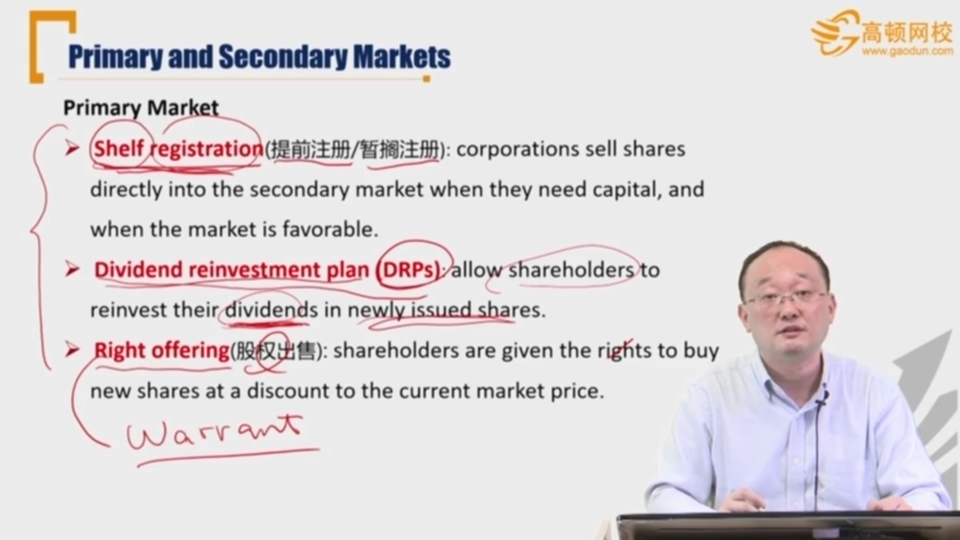 高顿网校
www.gaodun.com
Primary and Secondary Markets
Primary Market
➤ Shelf registration(提前注册/暂搁注册): corporations sell shares
directly into the secondary market when they need capital, and
when the market is favorable.
➤ Dividend reinvestment plan (DRPs): allow shareholders to
reinvest their dividends in newly issued shares.
➤ Right offering(股权出售): shareholders are given the rights to buy
new shares at a discount to the current market price.
Warrant